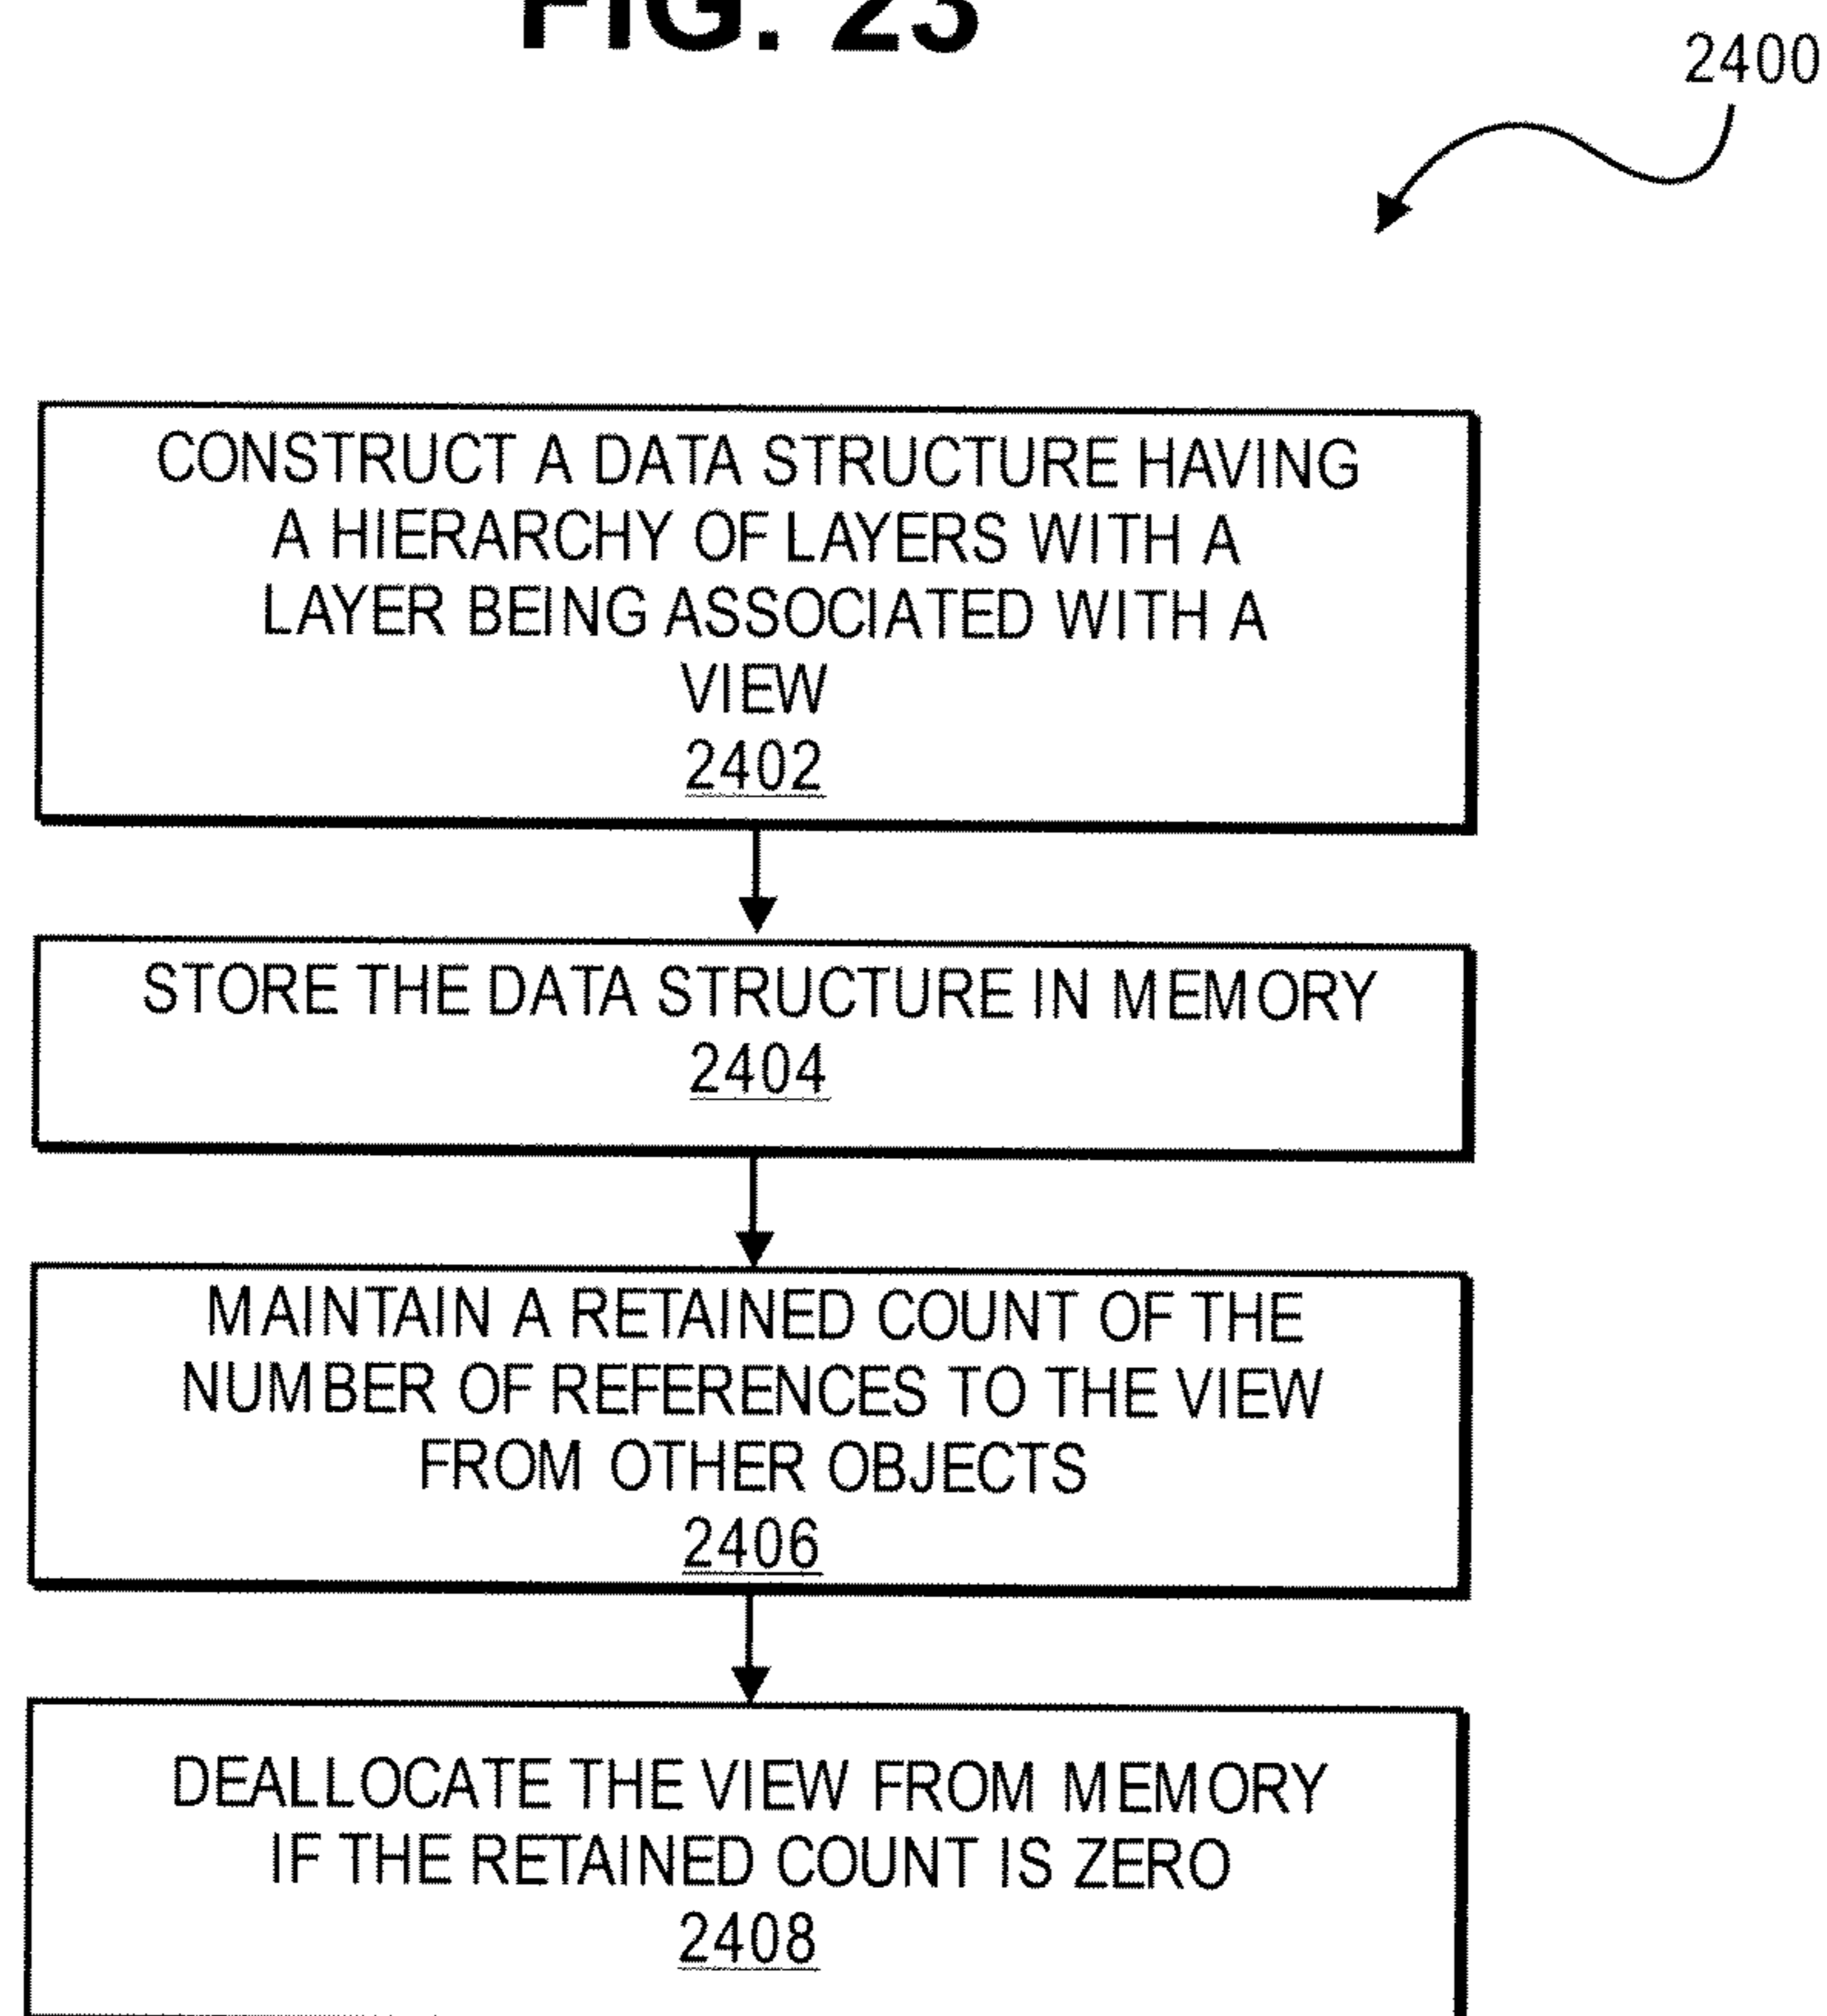 FIG. 23
2400
CONSTRUCT A DATA STRUCTURE HAVING
A HIERARCHY OF LAYERS WITH A
LAYER BEING ASSOCIATED WITH A
VIEW
2402
STORE THE DATA STRUCTURE IN MEMORY
2404
MAINTAIN A RETAINED COUNT OF THE
NUMBER OF REFERENCES TO THE VIEW
FROM OTHER OBJECTS
2406
DEALLOCATE THE VIEW FROM MEMORY
IF THE RETAINED COUNT IS ZERO
2408